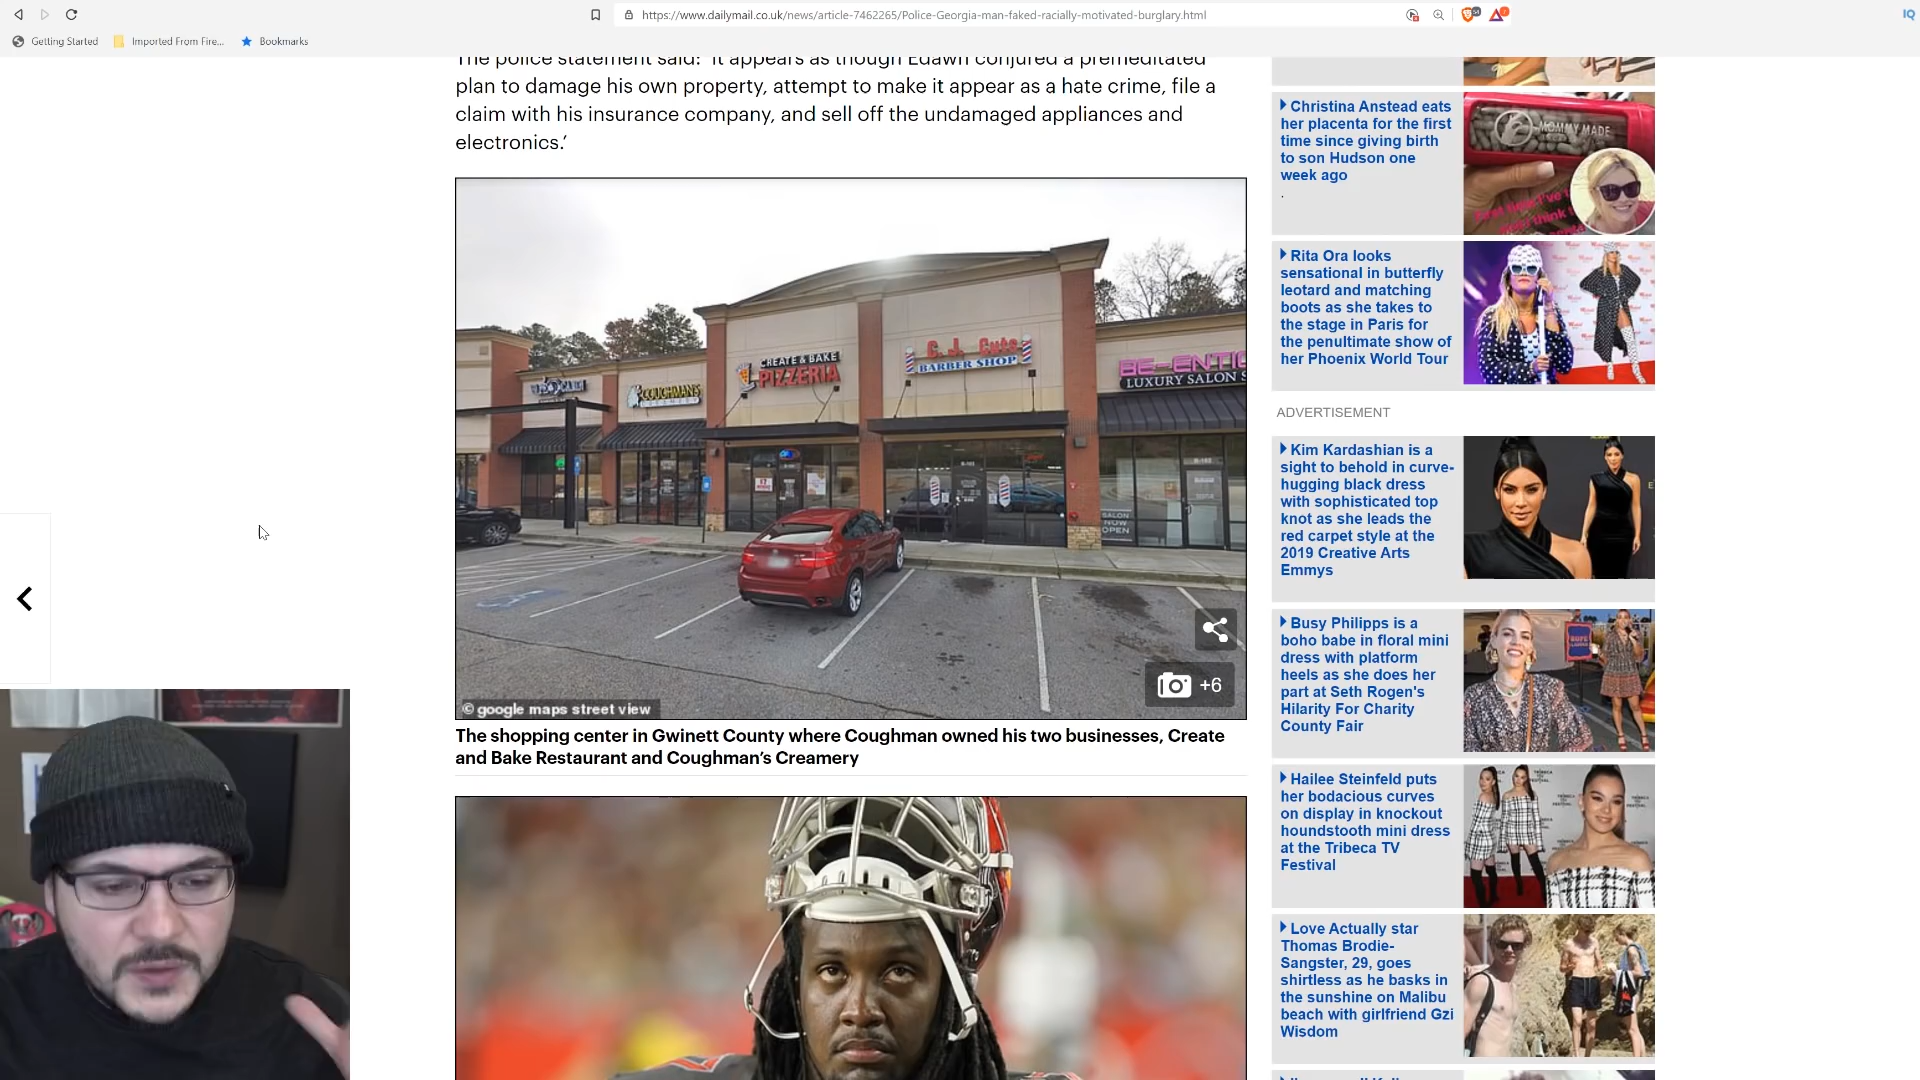 https://www.dailymail.co.uk/news/article-7462265/Police-Georgia-man-faked-racially-motivated-burglary.html
IQ
Getting Started
Imported From Fire...
Bookmarks
The police statement said: 'It appears as though Edawn conjured a premeditated
plan to damage his own property, attempt to make it appear as a hate crime, file a
claim with his insurance company, and sell off the undamaged appliances and
electronics.'
COUGHMAN'S
CREATE & BAKE
PIZZERIA
C.J. Cuts
BARBER SHOP
BE-ENTIC
LUXURY SALON S
SALON
NOW
OPEN
+6
© google maps street view
The shopping center in Gwinett County where Coughman owned his two businesses, Create
and Bake Restaurant and Coughman's Creamery
Christina Anstead eats
her placenta for the first
time since giving birth
to son Hudson one
week ago
.
MOMMY MADE
Rita Ora looks
sensational in butterfly
leotard and matching
boots as she takes to
the stage in Paris for
the penultimate show of
her Phoenix World Tour
ADVERTISEMENT
Kim Kardashian is a
sight to behold in curve-
hugging black dress
with sophisticated top
knot as she leads the
red carpet style at the
2019 Creative Arts
Emmys
Busy Philipps is a
boho babe in floral mini
dress with platform
heels as she does her
part at Seth Rogen's
Hilarity For Charity
County Fair
Hailee Steinfeld puts
her bodacious curves
on display in knockout
houndstooth mini dress
at the Tribeca TV
Festival
Love Actually star
Thomas Brodie-
Sangster, 29, goes
shirtless as he basks in
the sunshine on Malibu
beach with girlfriend Gzi
Wisdom